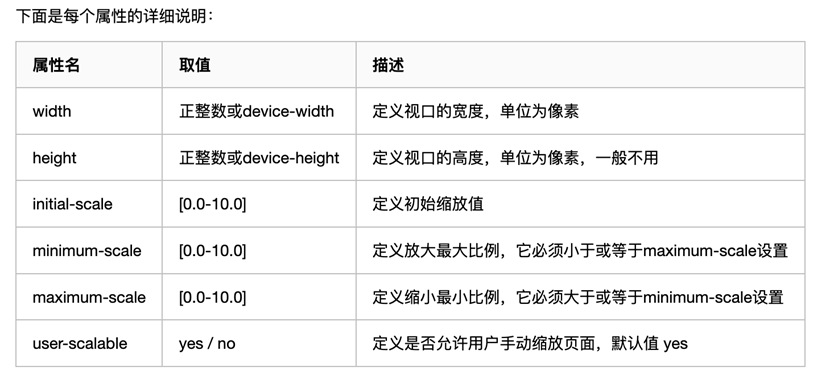 下面是每个属性的详细说明：
属性名 取值 描述
width 正整数或device-width 定义视口的宽度，单位为像素
height 正整数或device-height 定义视口的高度，单位为像素，一般不用
initial-scale [0.0-10.0] 定义初始缩放值
minimum-scale [0.0-10.0] 定义放大最大比例，它必须小于或等于maximum-scale设置
maximum-scale [0.0-10.0] 定义缩小最小比例，它必须大于或等于minimum-scale设置
user-scalable yes / no 定义是否允许用户手动缩放页面，默认值 yes